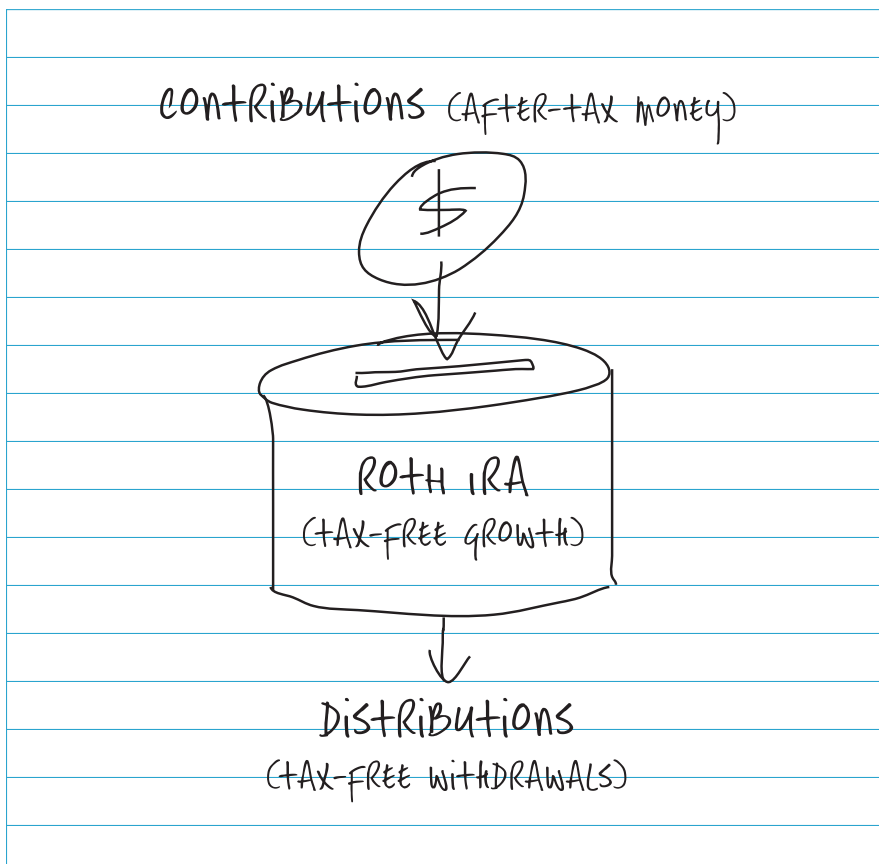 CONTRIBUTIONS (AFTER-TAX MONEY)
$
ROTH IRA
(TAX-FREE GROWTH)
DISTRIBUTIONS
(TAX-FREE WITHDRAWALS)